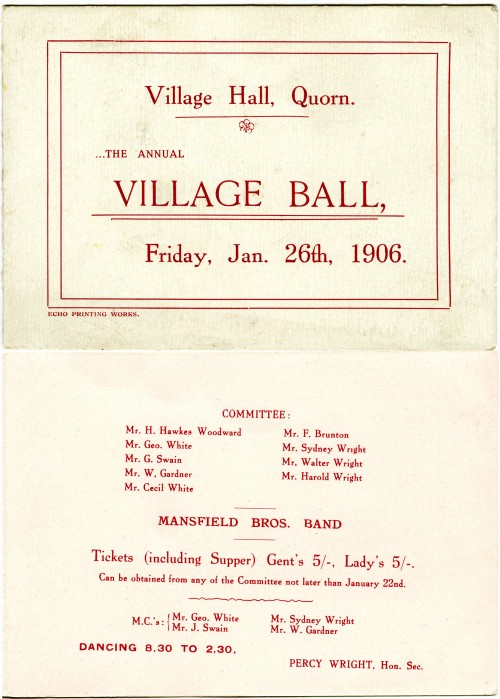 Village Hall, Quorn.
...THE ANNUAL
VILLAGE BALL,
Friday, Jan. 26th, 1906.
ECHO PRINTING WORKS.
COMMITTEE:
Mr. H. Hawkes Woodward
Mr. Geo. White
Mr. G. Swain
Mr. W, Gardner
Mr. Cecil White
Mr. F. Brunton
Mr. Sydney Wright
Mr, Walter Wright
Mr. Harold Wright
MANSFIELD BROS. BAND
Tickets (including Supper) Gent's 5/-, Lady's 5/-.
Can be obtained from any of the Committee not later than January 22nd.
M.C.'s: { Mr. Geo. White Mr. Sydney Wright
Mr. J. Swain Mr. W. Gardner
DANCING 8.30 TO 2.30.
PERCY WRIGHT, Hon. Sec.